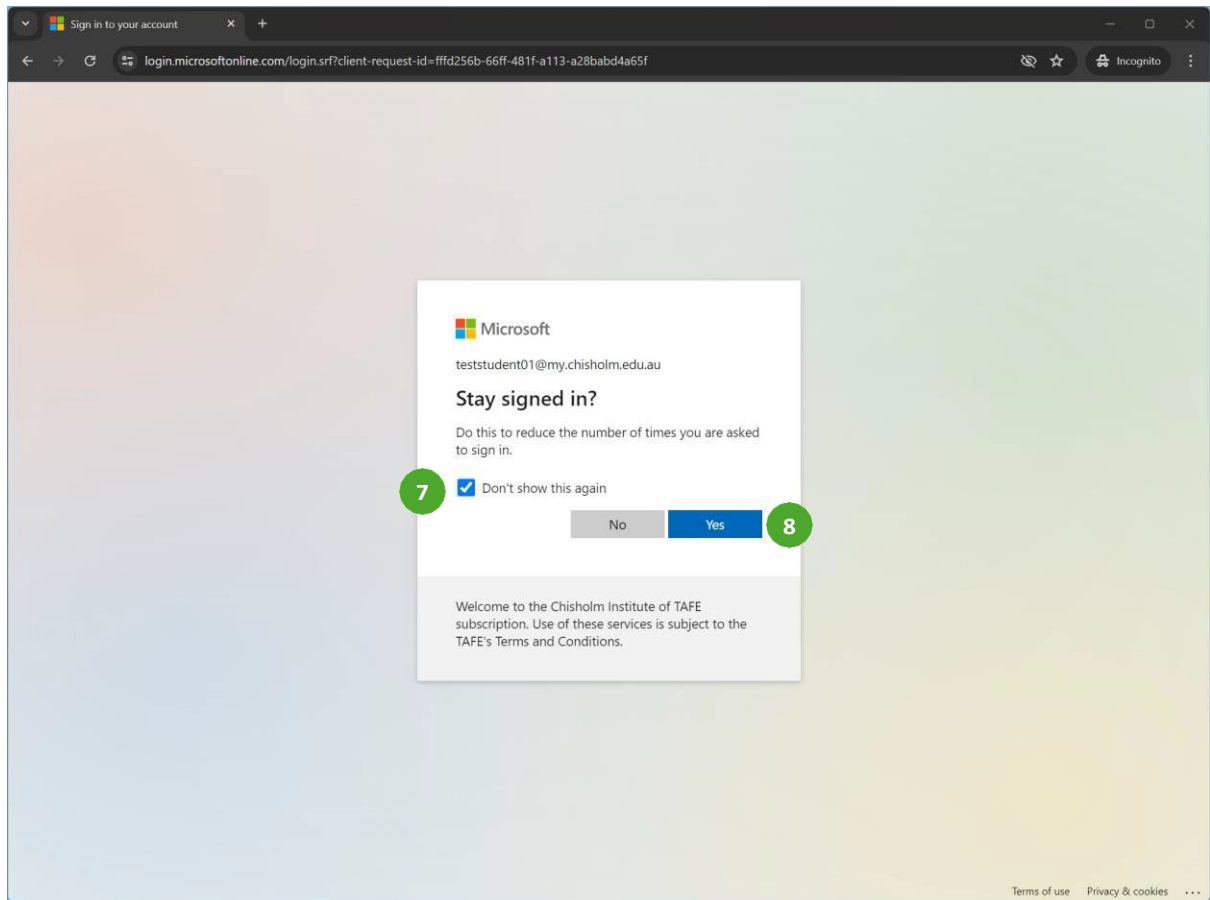 Sign in to your account
login.microsoftonline.com/login.srf?client-request-id=fffd256b-66ff-481f-a113-a28babd4a65f
Incognito
Microsoft
teststudent01@my.chisholm.edu.au
Stay signed in?
Do this to reduce the number of times you are asked
to sign in.
7
Don't show this again
No
Yes
8
Welcome to the Chisholm Institute of TAFE
subscription. Use of these services is subject to the
TAFE's Terms and Conditions.
Terms of use
Privacy & cookies
...